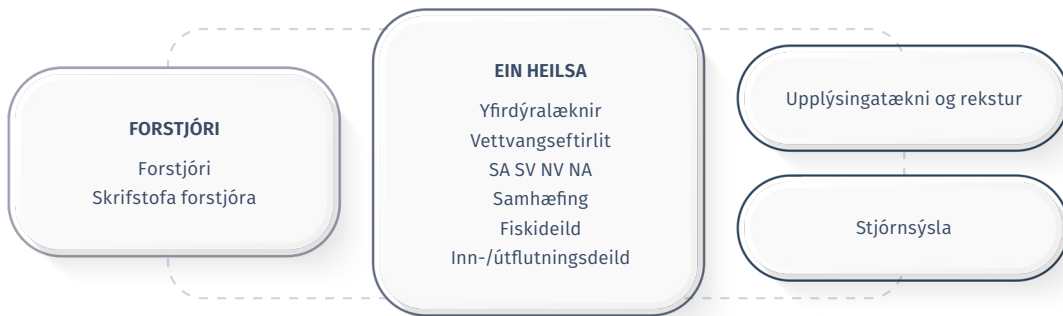 FORSTJÓRI
Forstjóri
Skrifstofa forstjóra
EIN HEILSA
Yfirdýralæknir
Vettvangseftirlit
SA SV NV NA
Samhæfing
Fiskideild
Inn-/útflutningsdeild
Upplýsingatækni og rekstur
Stjórnsýsla